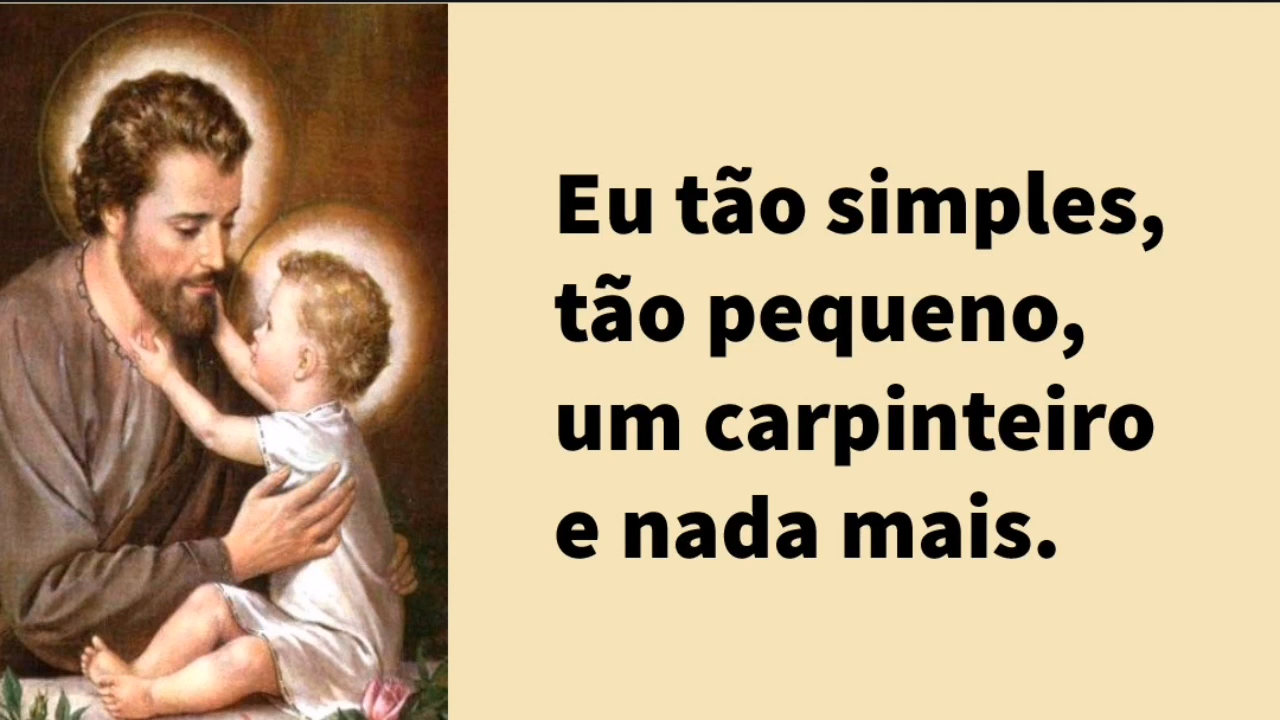 Eu tão simples,
tão pequeno,
um carpinteiro
e nada mais.